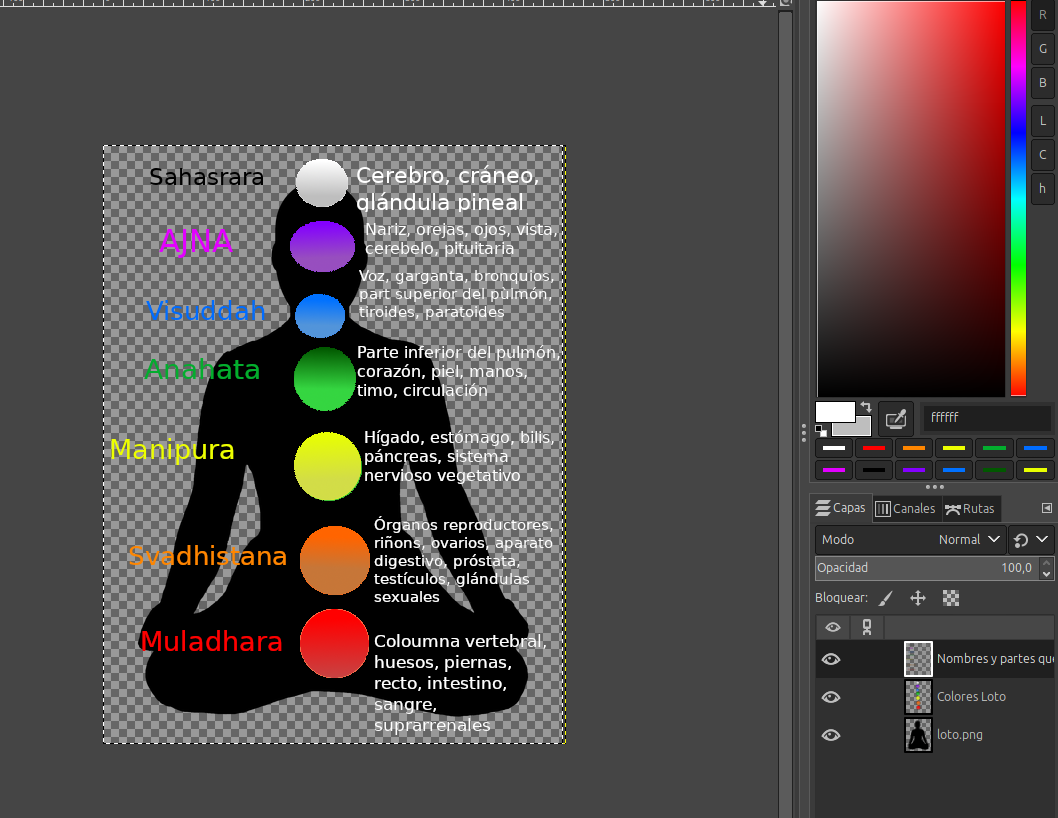 Sahasrara
Cerebro, cráneo,
glándula pineal
AJNA
Nariz, orejas, ojos, vista,
cerebelo, pituitaria
Visuddah
Voz, garganta, bronquios,
part superior del pulmón,
tiroides, paratoides
Anahata
Parte inferior del pulmón,
corazón, piel, manos,
timo, circulación
Manipura
Hígado, estómago, bilis,
páncreas, sistema
nervioso vegetativo
Svadhistana
Órganos reproductores,
riñons, ovarios, aparato
digestivo, próstata,
testículos, glándulas
sexuales
Muladhara
Coloumna vertebral,
huesos, piernas,
recto, intestino,
sangre,
suprarrenales
R
G
B
L
C
h
ffffff
Capas
Canales
Rutas
Modo
Normal
Opacidad
100,0
Bloquear:
Nombres y partes que
Colores Loto
loto.png